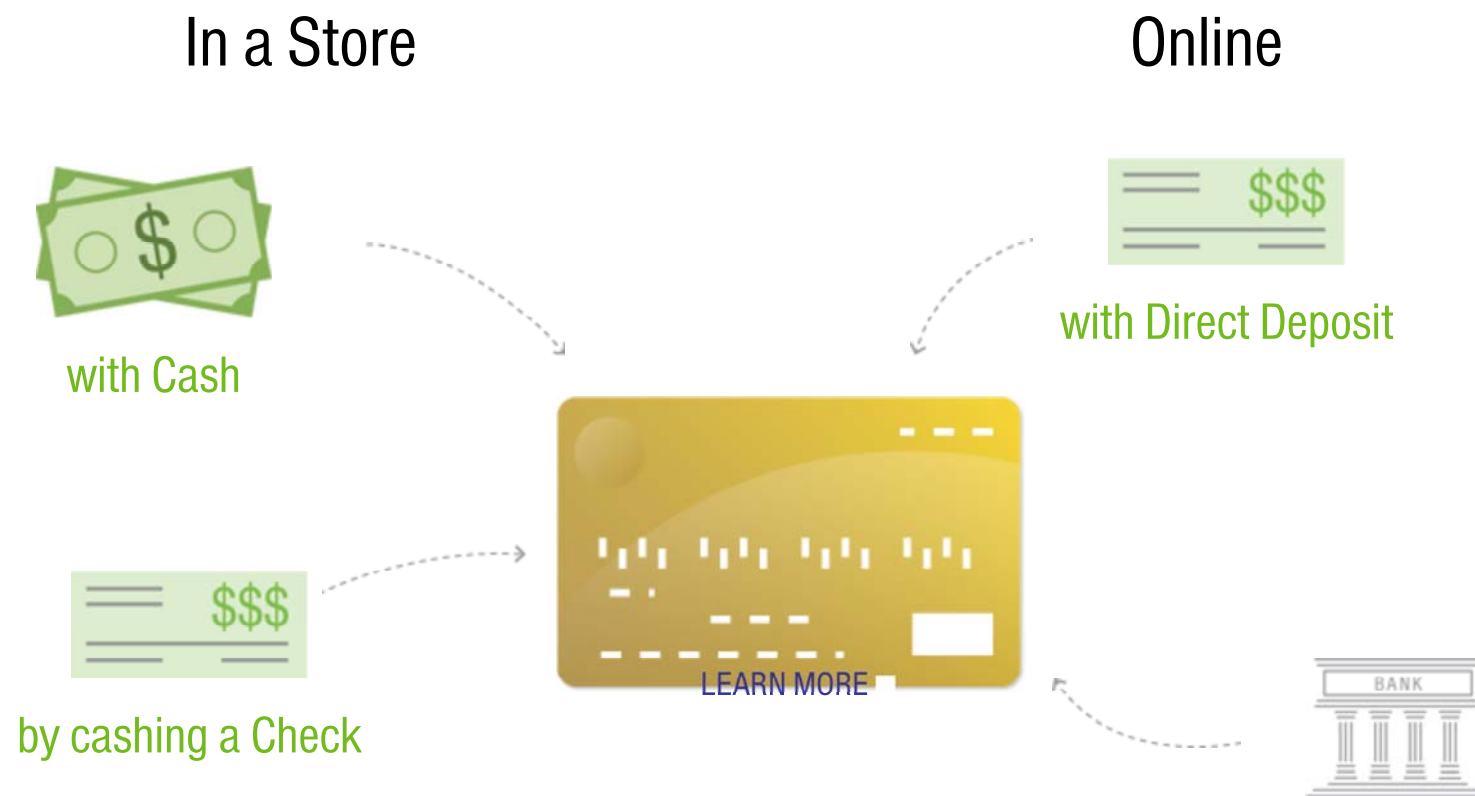 In a Store
Online
$
with Cash
$$$
with Direct Deposit
$$$
by cashing a Check
LEARN MORE
BANK